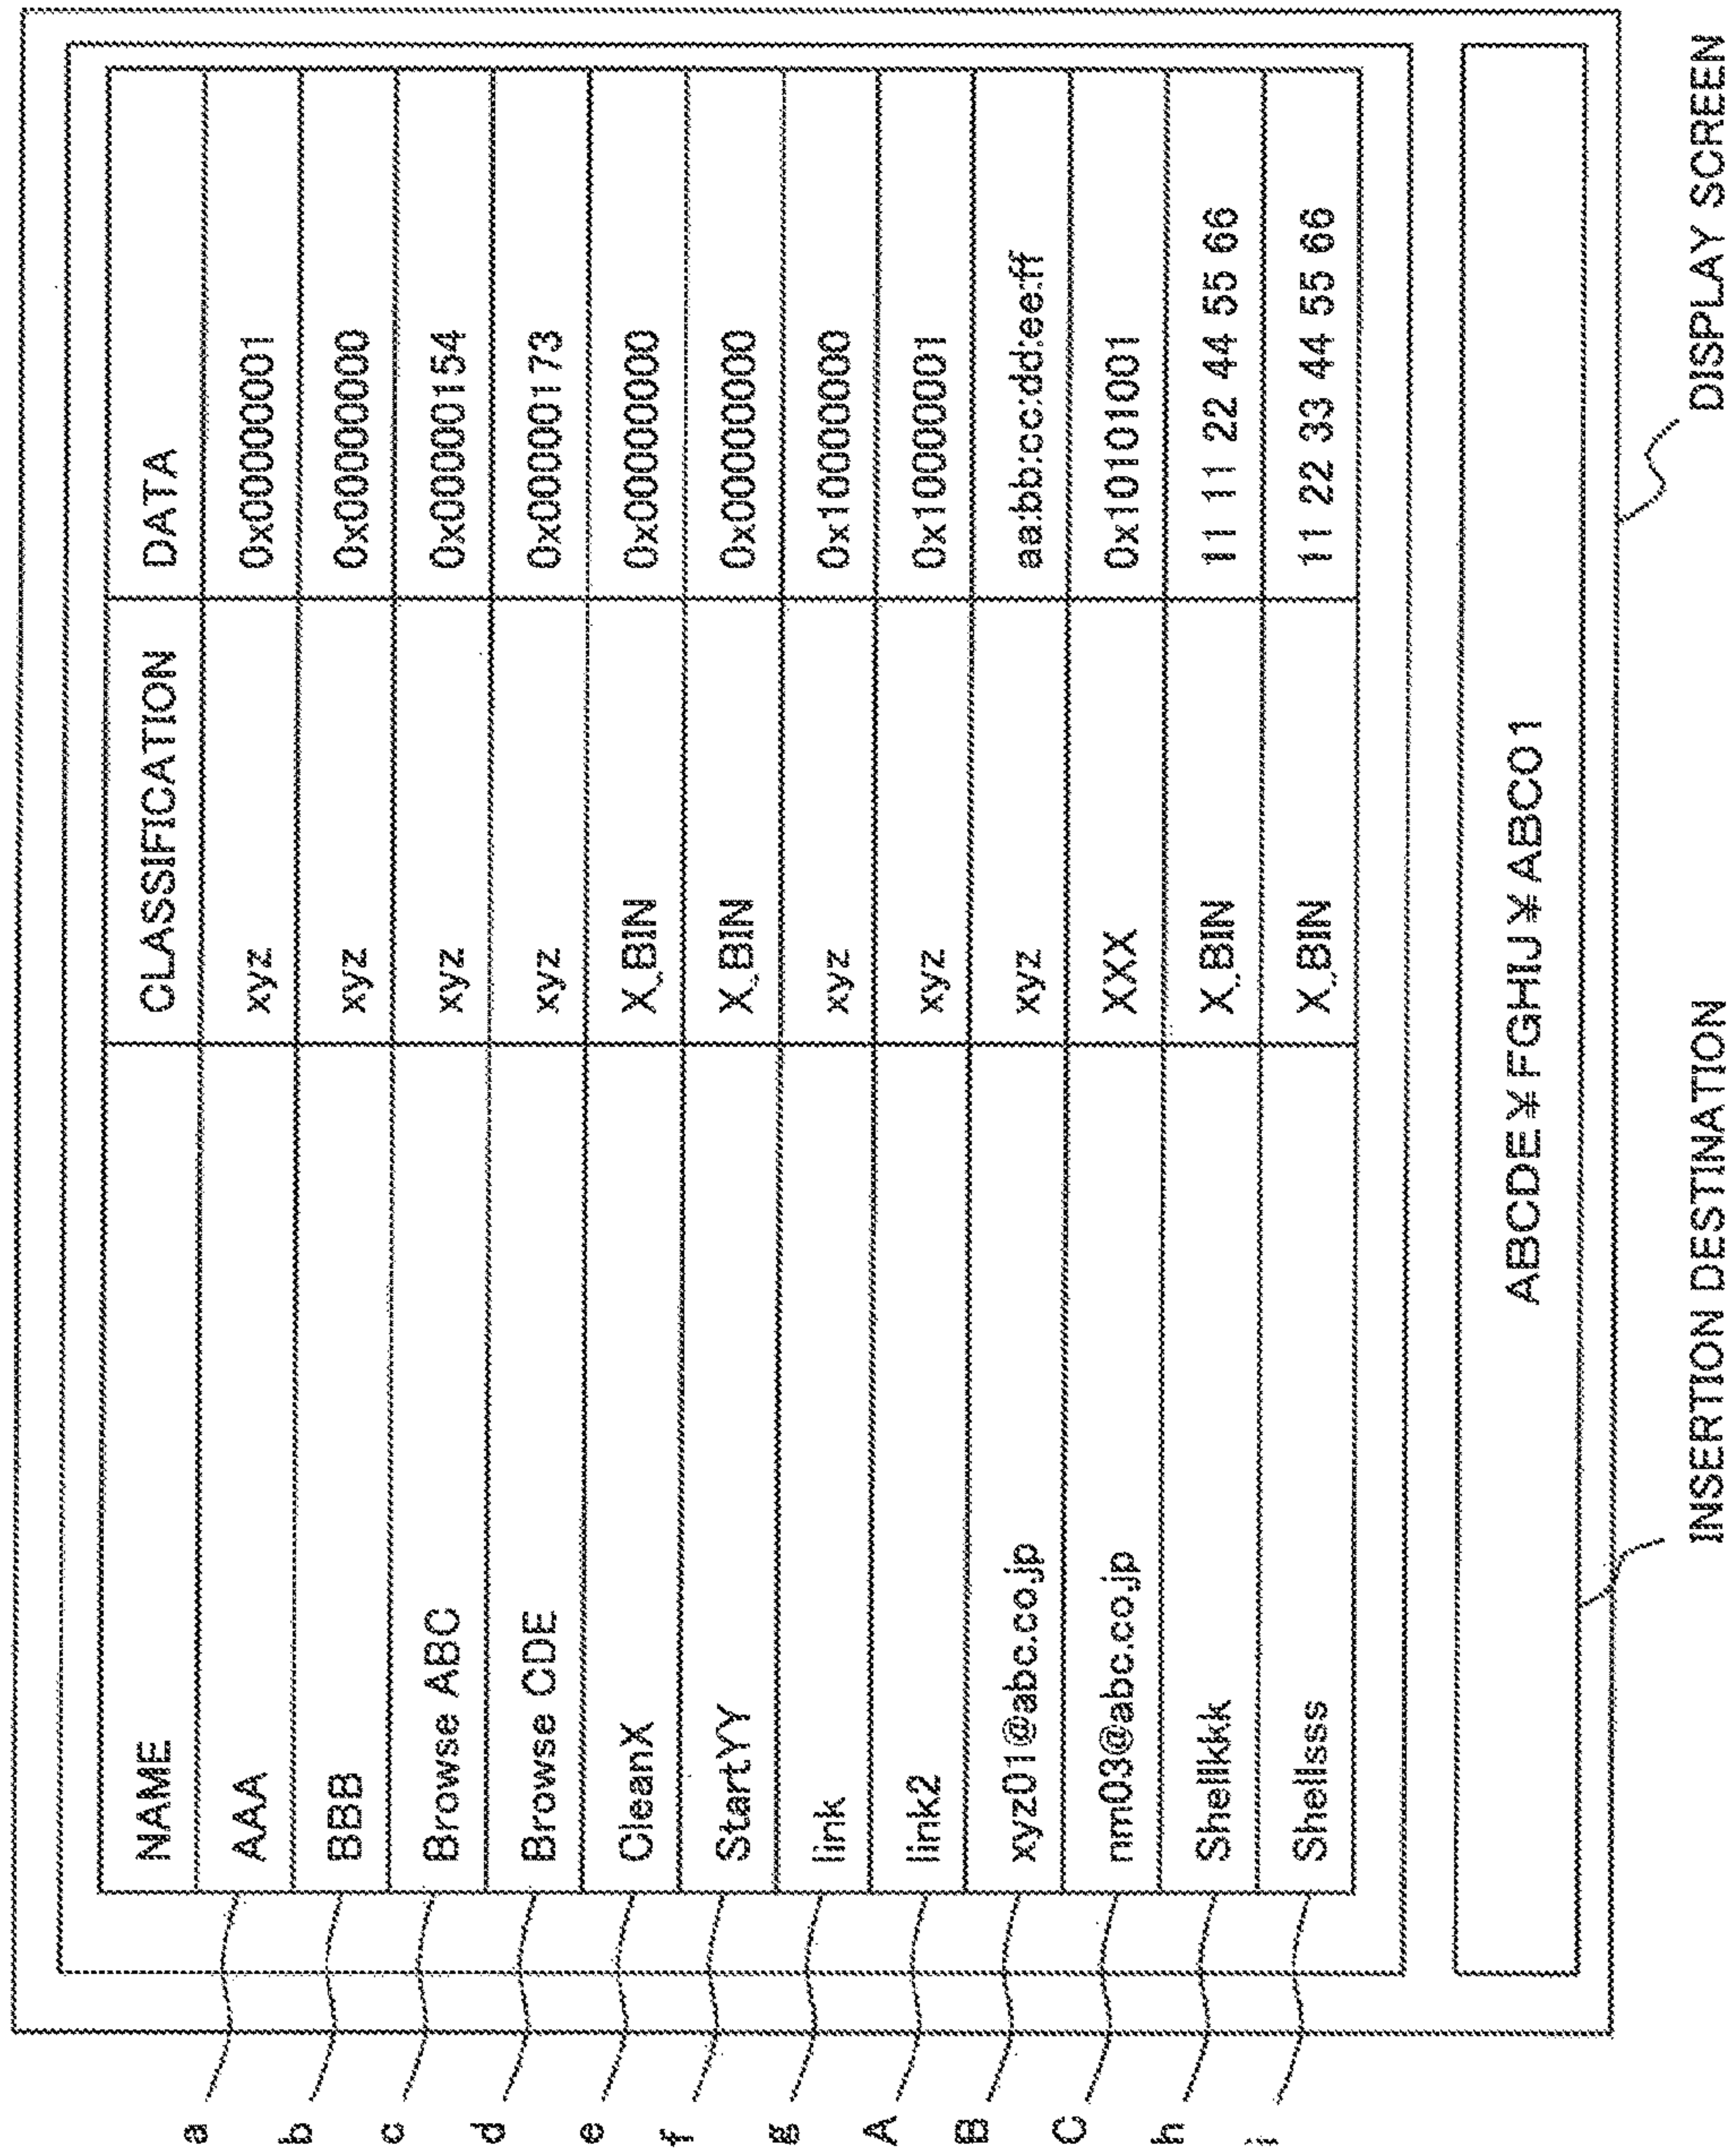 NAME CLASSIFICATION DATA
a AAA xyz 0x00000001
b BBB xyz 0x00000000
c Browse ABC xyz 0x00000154
d Browse CDE xyz 0x00000173
e CleanX X_BIN 0x00000000
f StartYY X_BIN 0x00000000
g link xyz 0x10000000
A link2 xyz 0x10000001
B xyz01@abc.co.jp xyz aa:bb:cc:dd:ee:ff
C nm03@abc.co.jp XXX 0x10101001
h Shellkkk X_BIN 11 11 22 44 55 66
i Shellsss X_BIN 11 22 33 44 55 66
ABCDE¥FGHIJ¥ABC01
INSERTION DESTINATION
DISPLAY SCREEN